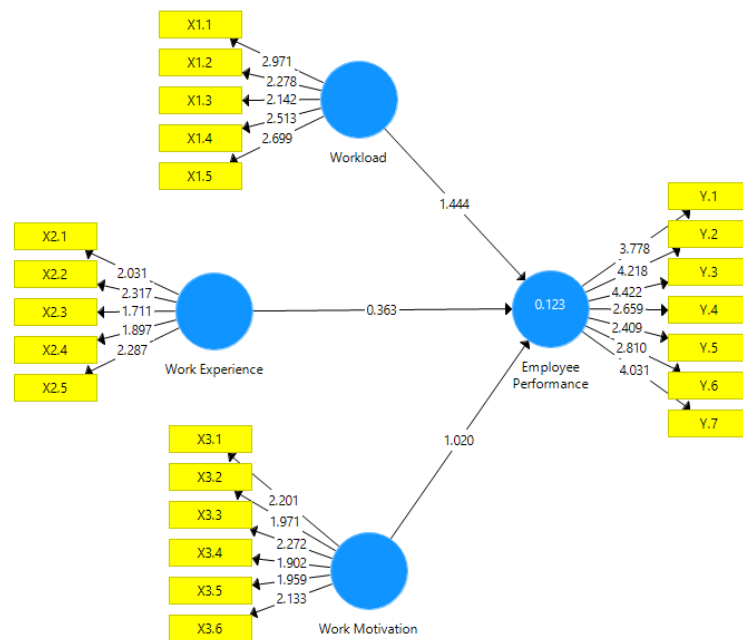 X1.1
X1.2
X1.3
X1.4
X1.5
2.971
2.278
2.142
2.513
2.699
Workload
1.444
X2.1
X2.2
X2.3
X2.4
X2.5
2.031
2.317
1.711
1.897
2.287
Work Experience
0.363
X3.1
X3.2
X3.3
X3.4
X3.5
X3.6
2.201
1.971
2.272
1.902
1.959
2.133
Work Motivation
1.020
0.123
Employee
Performance
3.778
4.218
4.422
2.659
2.409
2.810
4.031
Y.1
Y.2
Y.3
Y.4
Y.5
Y.6
Y.7